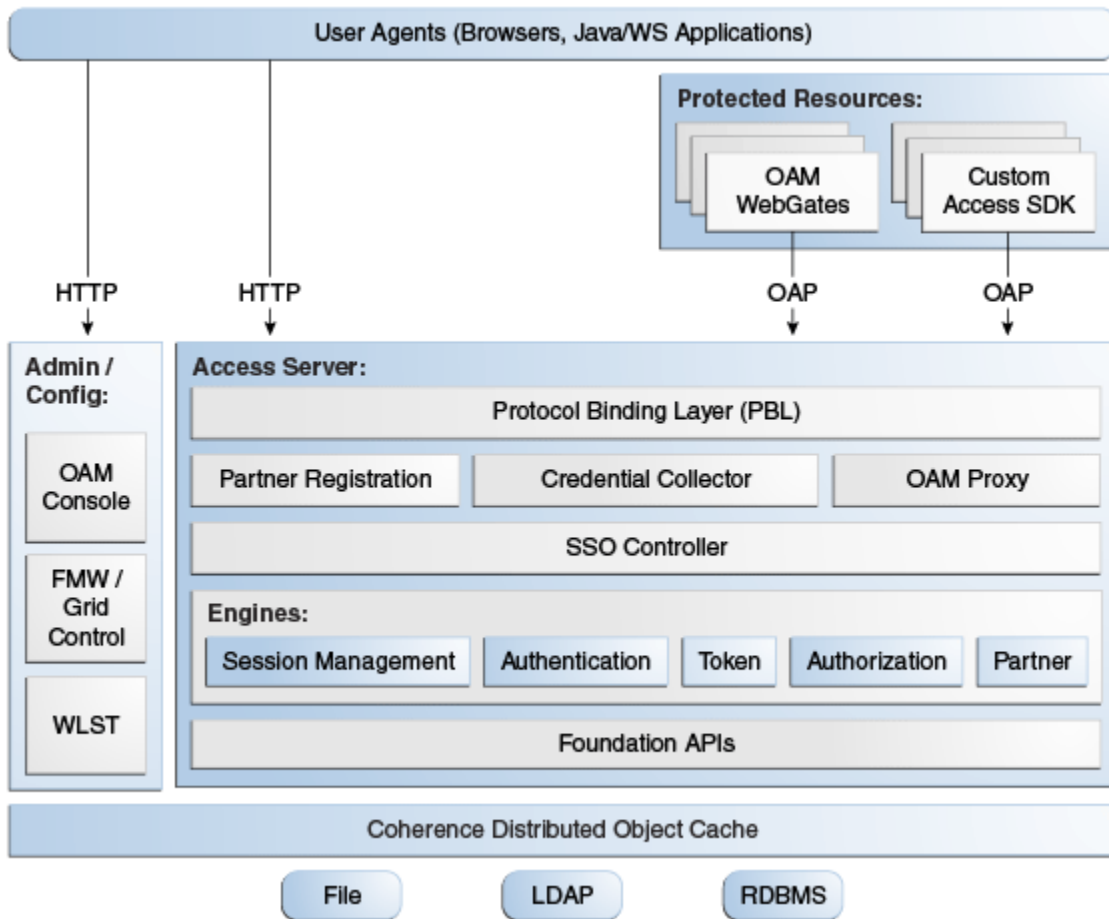 User Agents (Browsers, Java/WS Applications)
Protected Resources:
OAM
WebGates
Custom
Access SDK
HTTP
HTTP
OAP
OAP
Admin /
Config:
OAM
Console
FMW /
Grid
Control
WLST
Access Server:
Protocol Binding Layer (PBL)
Partner Registration
Credential Collector
OAM Proxy
SSO Controller
Engines:
Session Management
Authentication
Token
Authorization
Partner
Foundation APIs
Coherence Distributed Object Cache
File
LDAP
RDBMS